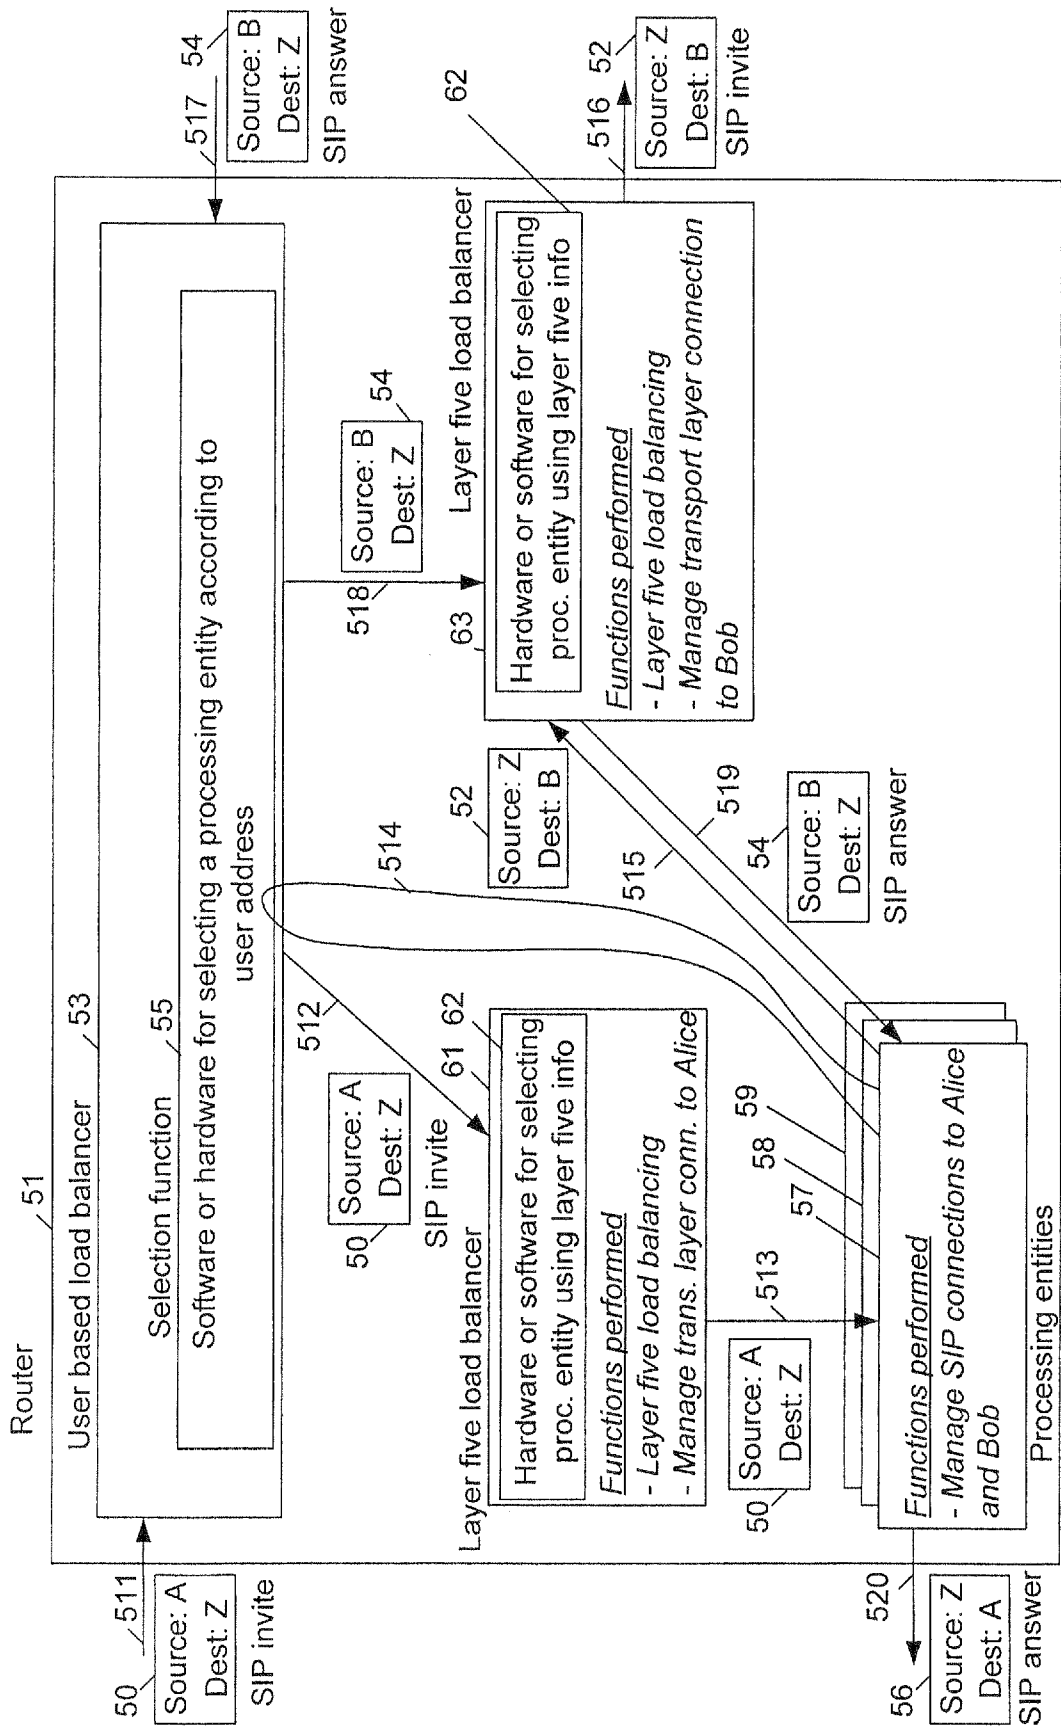 Router
51
User based load balancer
53
Selection function
55
Software or hardware for selecting a processing entity according to
user address
511
50
Source: A
Dest: Z
SIP invite
517
54
Source: B
Dest: Z
SIP answer
512
50
Source: A
Dest: Z
SIP invite
514
518
54
Source: B
Dest: Z
Layer five load balancer
61
62
Hardware or software for selecting
proc. entity using layer five info
Functions performed
- Layer five load balancing
- Manage trans. layer conn. to Alice
52
Source: Z
Dest: B
63
Layer five load balancer
62
Hardware or software for selecting
proc. entity using layer five info
Functions performed
- Layer five load balancing
- Manage transport layer connection
to Bob
516
52
Source: Z
Dest: B
SIP invite
513
50
Source: A
Dest: Z
515
519
54
Source: B
Dest: Z
SIP answer
57
58
59
Functions performed
- Manage SIP connections to Alice
and Bob
Processing entities
520
56
Source: Z
Dest: A
SIP answer